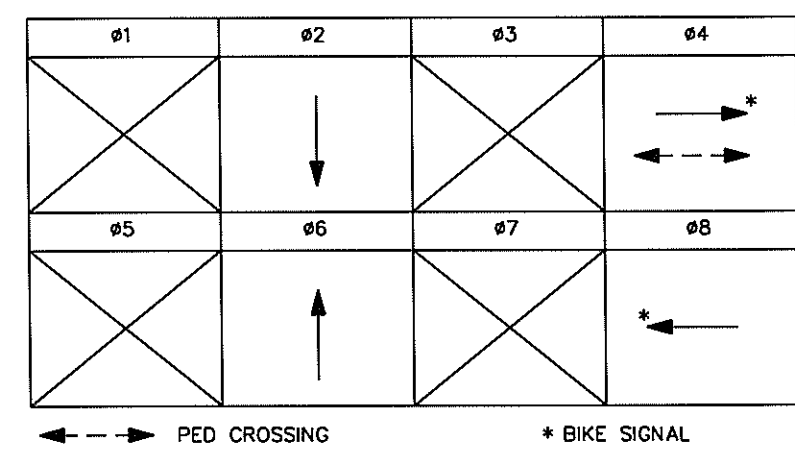 ø1 ø2 ø3 ø4
*
ø5 ø6 ø7 ø8
*
PED CROSSING * BIKE SIGNAL